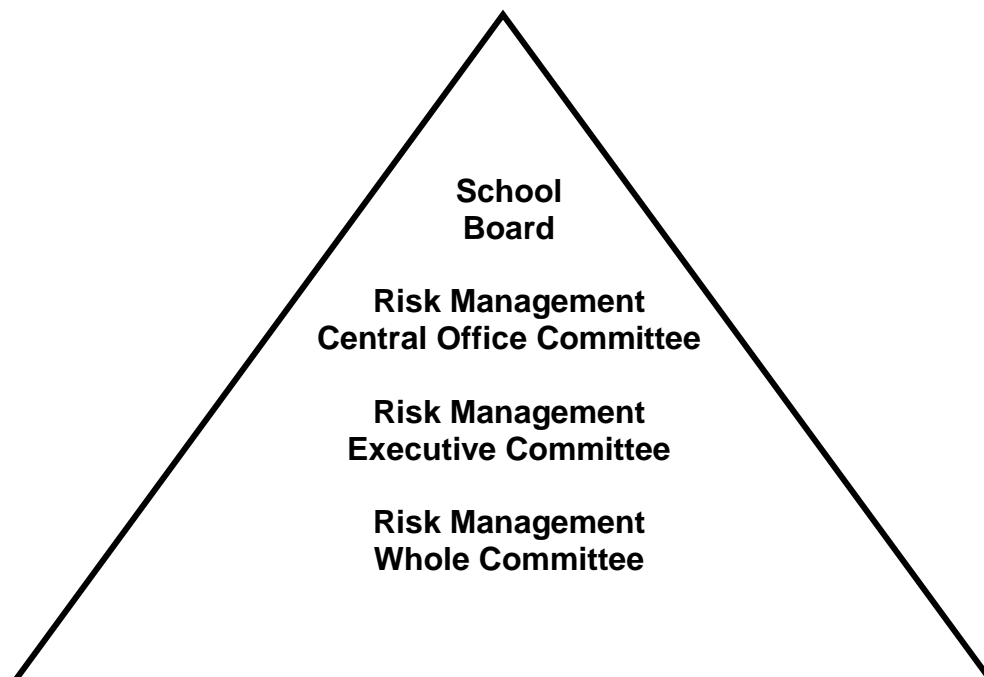 School
Board
Risk Management
Central Office Committee
Risk Management
Executive Committee
Risk Management
Whole Committee